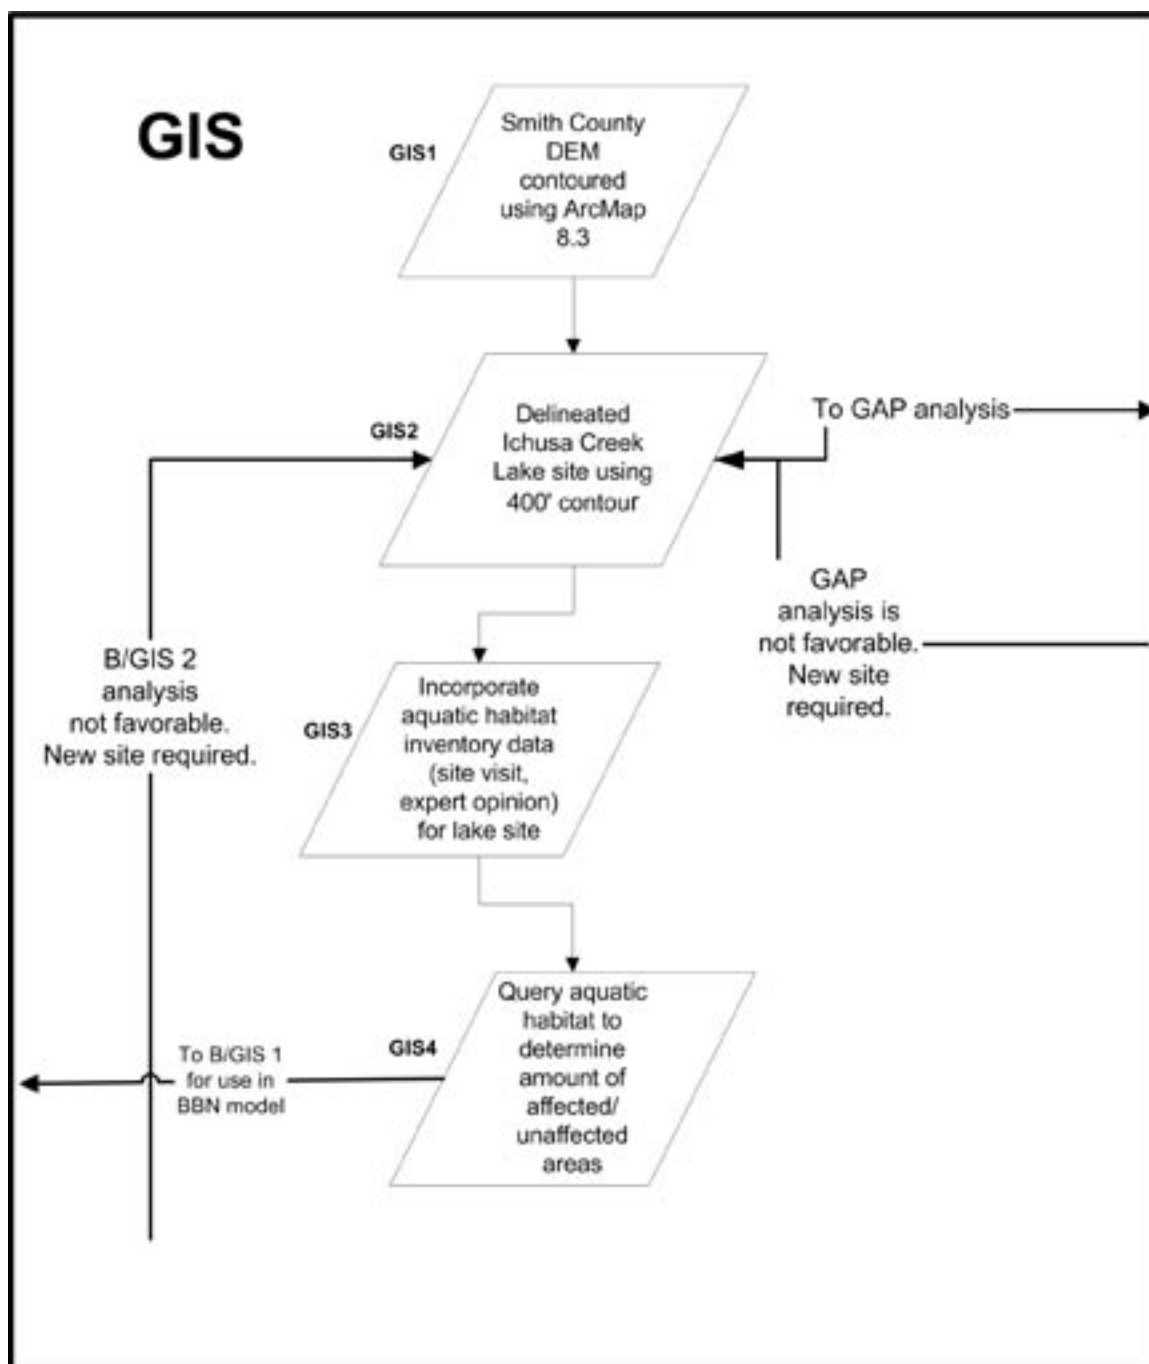 GIS
GIS1
Smith County
DEM
contoured
using ArcMap
8.3
GIS2
Delineated
Ichusa Creek
Lake site using
400' contour
To GAP analysis
GAP
analysis is
not favorable.
New site
required.
B/GIS 2
analysis
not favorable.
New site required.
GIS3
Incorporate
aquatic habitat
inventory data
(site visit,
expert opinion)
for lake site
GIS4
Query aquatic
habitat to
determine
amount of
affected/
unaffected
areas
To B/GIS 1
for use in
BBN model